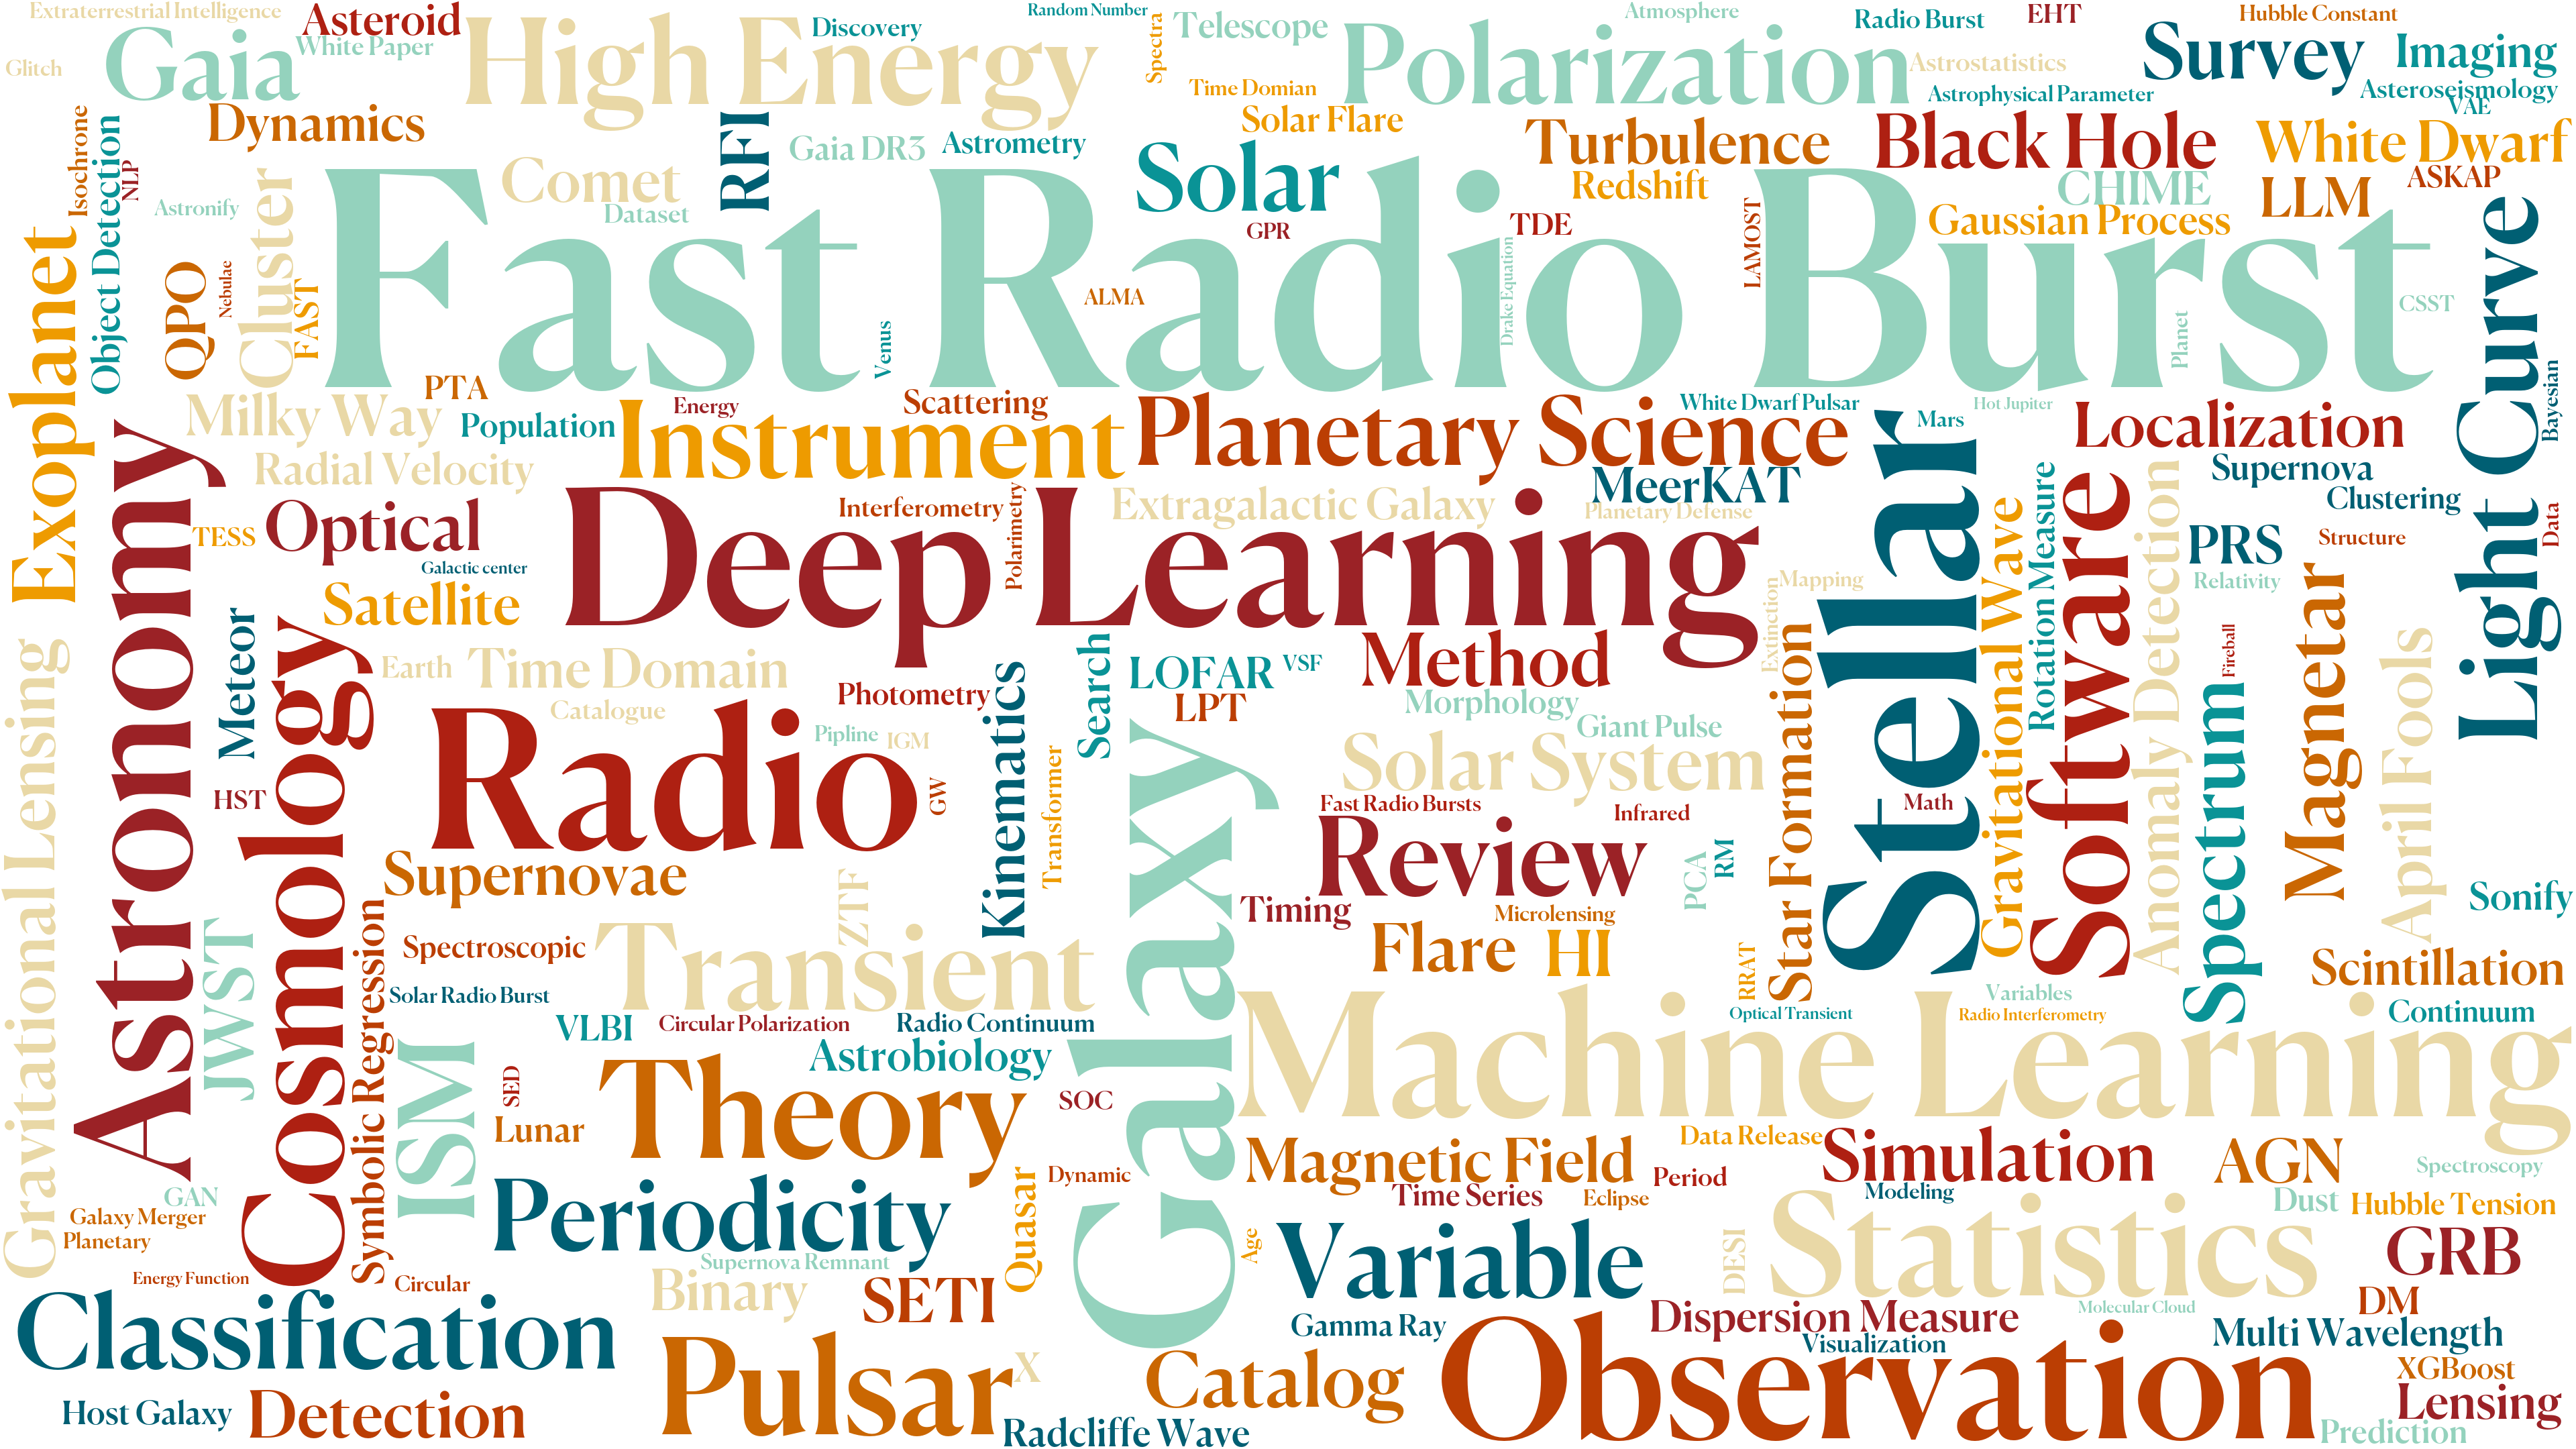 Extraterrestrial Intelligence
Asteroid
White Paper
Gaia
Glitch
High Energy
Discovery
Random Number
Spectra
Telescope
Time Domian
Polarization
Atmosphere
Radio Burst
EHT
Astrostatistics
Astrophysical Parameter
Survey
Hubble Constant
Imaging
Asteroseismology
VAE
Isochrone
Object Detection
NLP
Dynamics
Astronify
Cluster
Comet
Dataset
RFI
Gaia DR3
Astrometry
Solar Flare
Solar
GPR
Turbulence
Redshift
TDE
Black Hole
CHIME
Gaussian Process
White Dwarf
LLM
ASKAP
LAMOST
Drake Equation
Fast Radio Burst
ALMA
Venus
Planet
CSST
Exoplanet
QPO
Nebulae
FAST
PTA
Milky Way
Population
Radial Velocity
Instrument
Energy
Scattering
Planetary Science
White Dwarf Pulsar
Mars
Hot Jupiter
Localization
Supernova
Clustering
Light Curve
Bayesian
Data
Astronomy
TESS
Optical
Galactic center
Satellite
Deep Learning
Interferometry
Polarimetry
Extragalactic Galaxy
MeerKAT
Planetary Defense
Mapping
Extinction
Stellar
Gravitational Wave
Rotation Measure
Software
Anomaly Detection
PRS
Structure
Relativity
Fireball
Spectrum
Magnetar
April Fools
Gravitational Lensing
Meteor
Cosmology
HST
Earth
Time Domain
Catalogue
Photometry
Radio
Pipline
IGM
GW
Kinematics
Search
Transformer
LOFAR
VSF
LPT
Method
Morphology
Giant Pulse
Solar System
Fast Radio Bursts
Infrared
Review
Star Formation
Math
PCA
RM
Galaxy
Timing
Microlensing
Flare
HI
RRAT
Optical Transient
Variables
Radio Interferometry
Sonify
Scintillation
Continuum
Supernovae
ZTF
JWST
Symbolic Regression
Spectroscopic
Solar Radio Burst
Transient
VLBI
Circular Polarization
Radio Continuum
Astrobiology
ISM
SED
Lunar
Theory
SOC
Machine Learning
Magnetic Field
Data Release
Period
Time Series
Eclipse
Simulation
Modeling
AGN
Spectroscopy
Dust
Hubble Tension
GAN
Galaxy Merger
Planetary
Energy Function
Circular
Periodicity
Dynamic
Quasar
Supernova Remnant
Binary
SETI
Age
Variable
DESI
Statistics
GRB
DM
Classification
Host Galaxy
Detection
Pulsar
X
Radcliffe Wave
Catalog
Gamma Ray
Dispersion Measure
Visualization
Molecular Cloud
Multi Wavelength
Observation
XGBoost
Lensing
Prediction